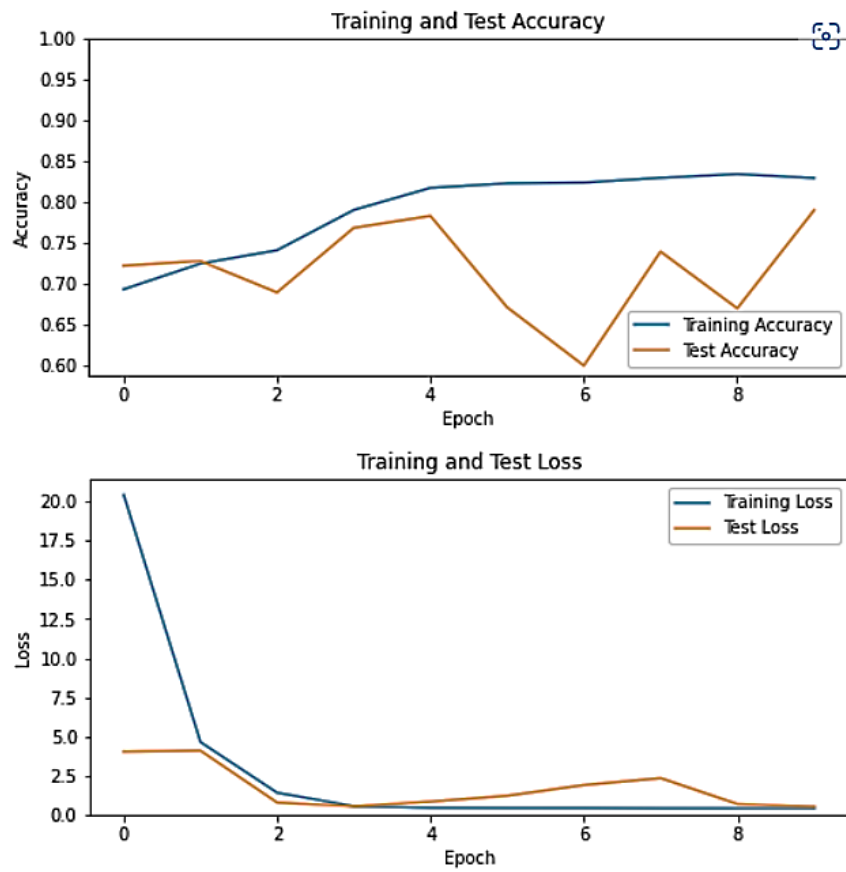 Training and Test Accuracy
1.00
0.95
0.90
0.85
0.80
0.75
0.70
0.65
0.60
Accuracy
Training Accuracy
Test Accuracy
0 2 4 6 8
Epoch
Training and Test Loss
20.0
17.5
15.0
12.5
10.0
7.5
5.0
2.5
0.0
Loss
Training Loss
Test Loss
0 2 4 6 8
Epoch